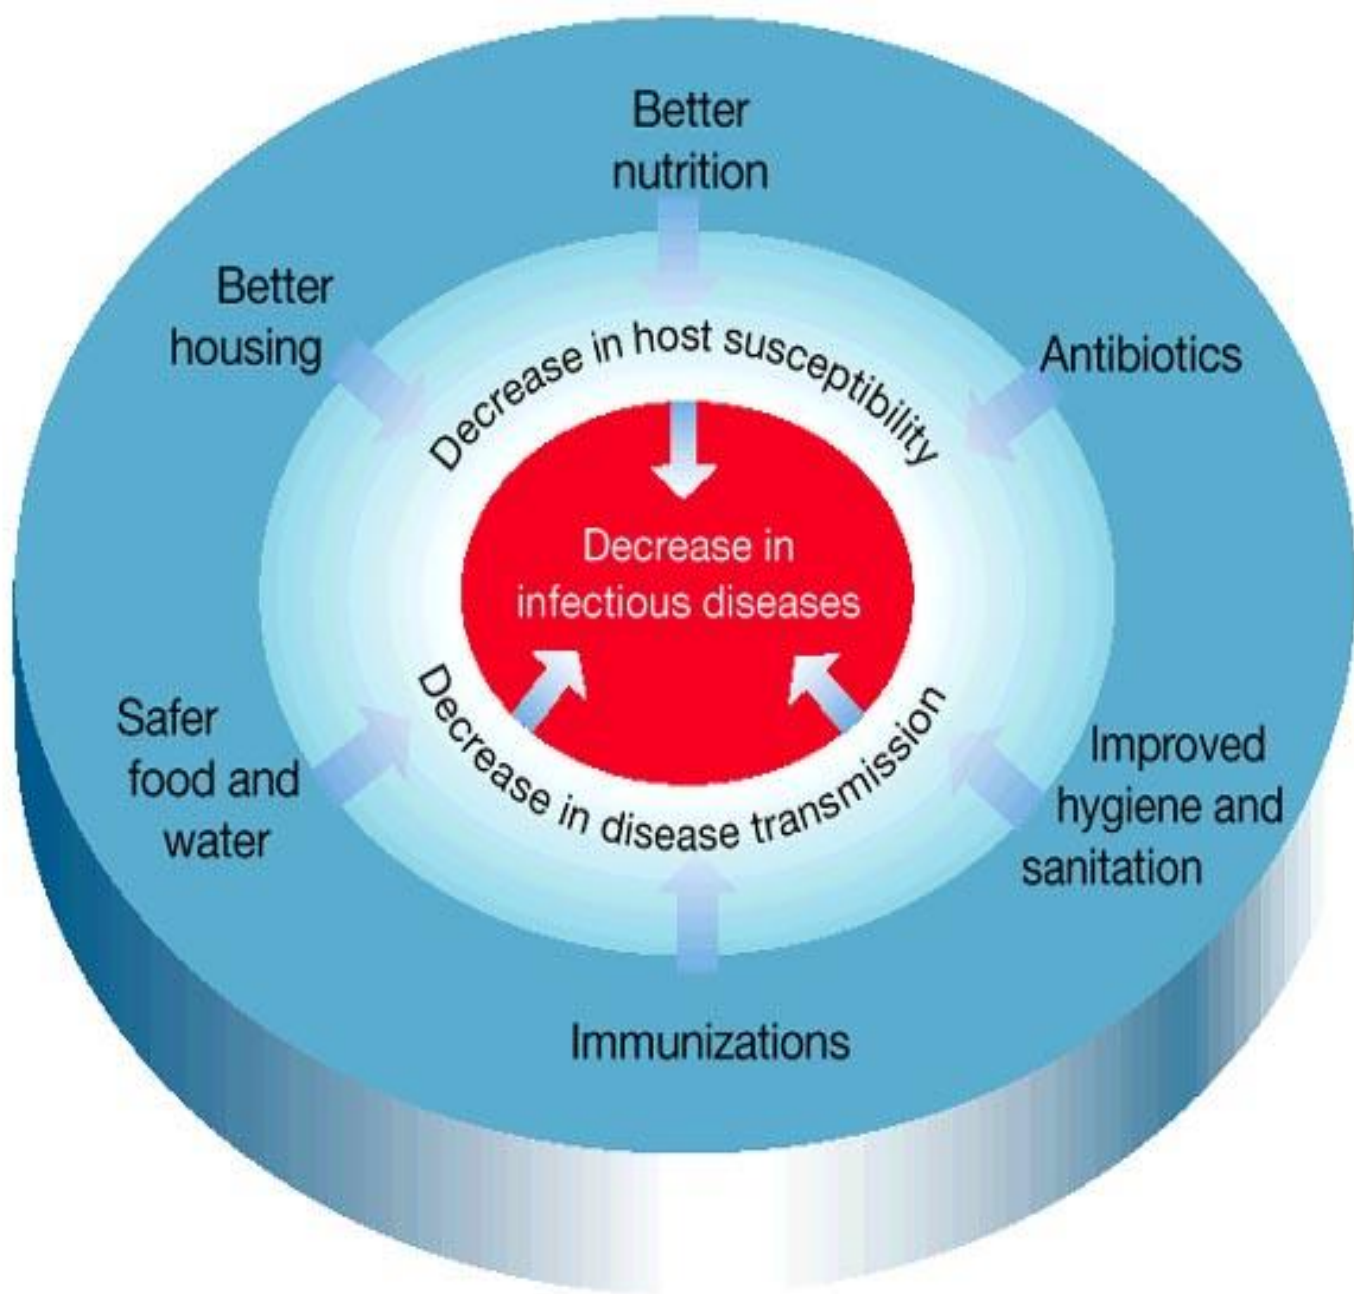 Better
nutrition
Better
housing
Antibiotics
Decrease in host susceptibility
Decrease in
infectious diseases
Decrease in disease transmission
Safer
food and
water
Improved
hygiene and
sanitation
Immunizations